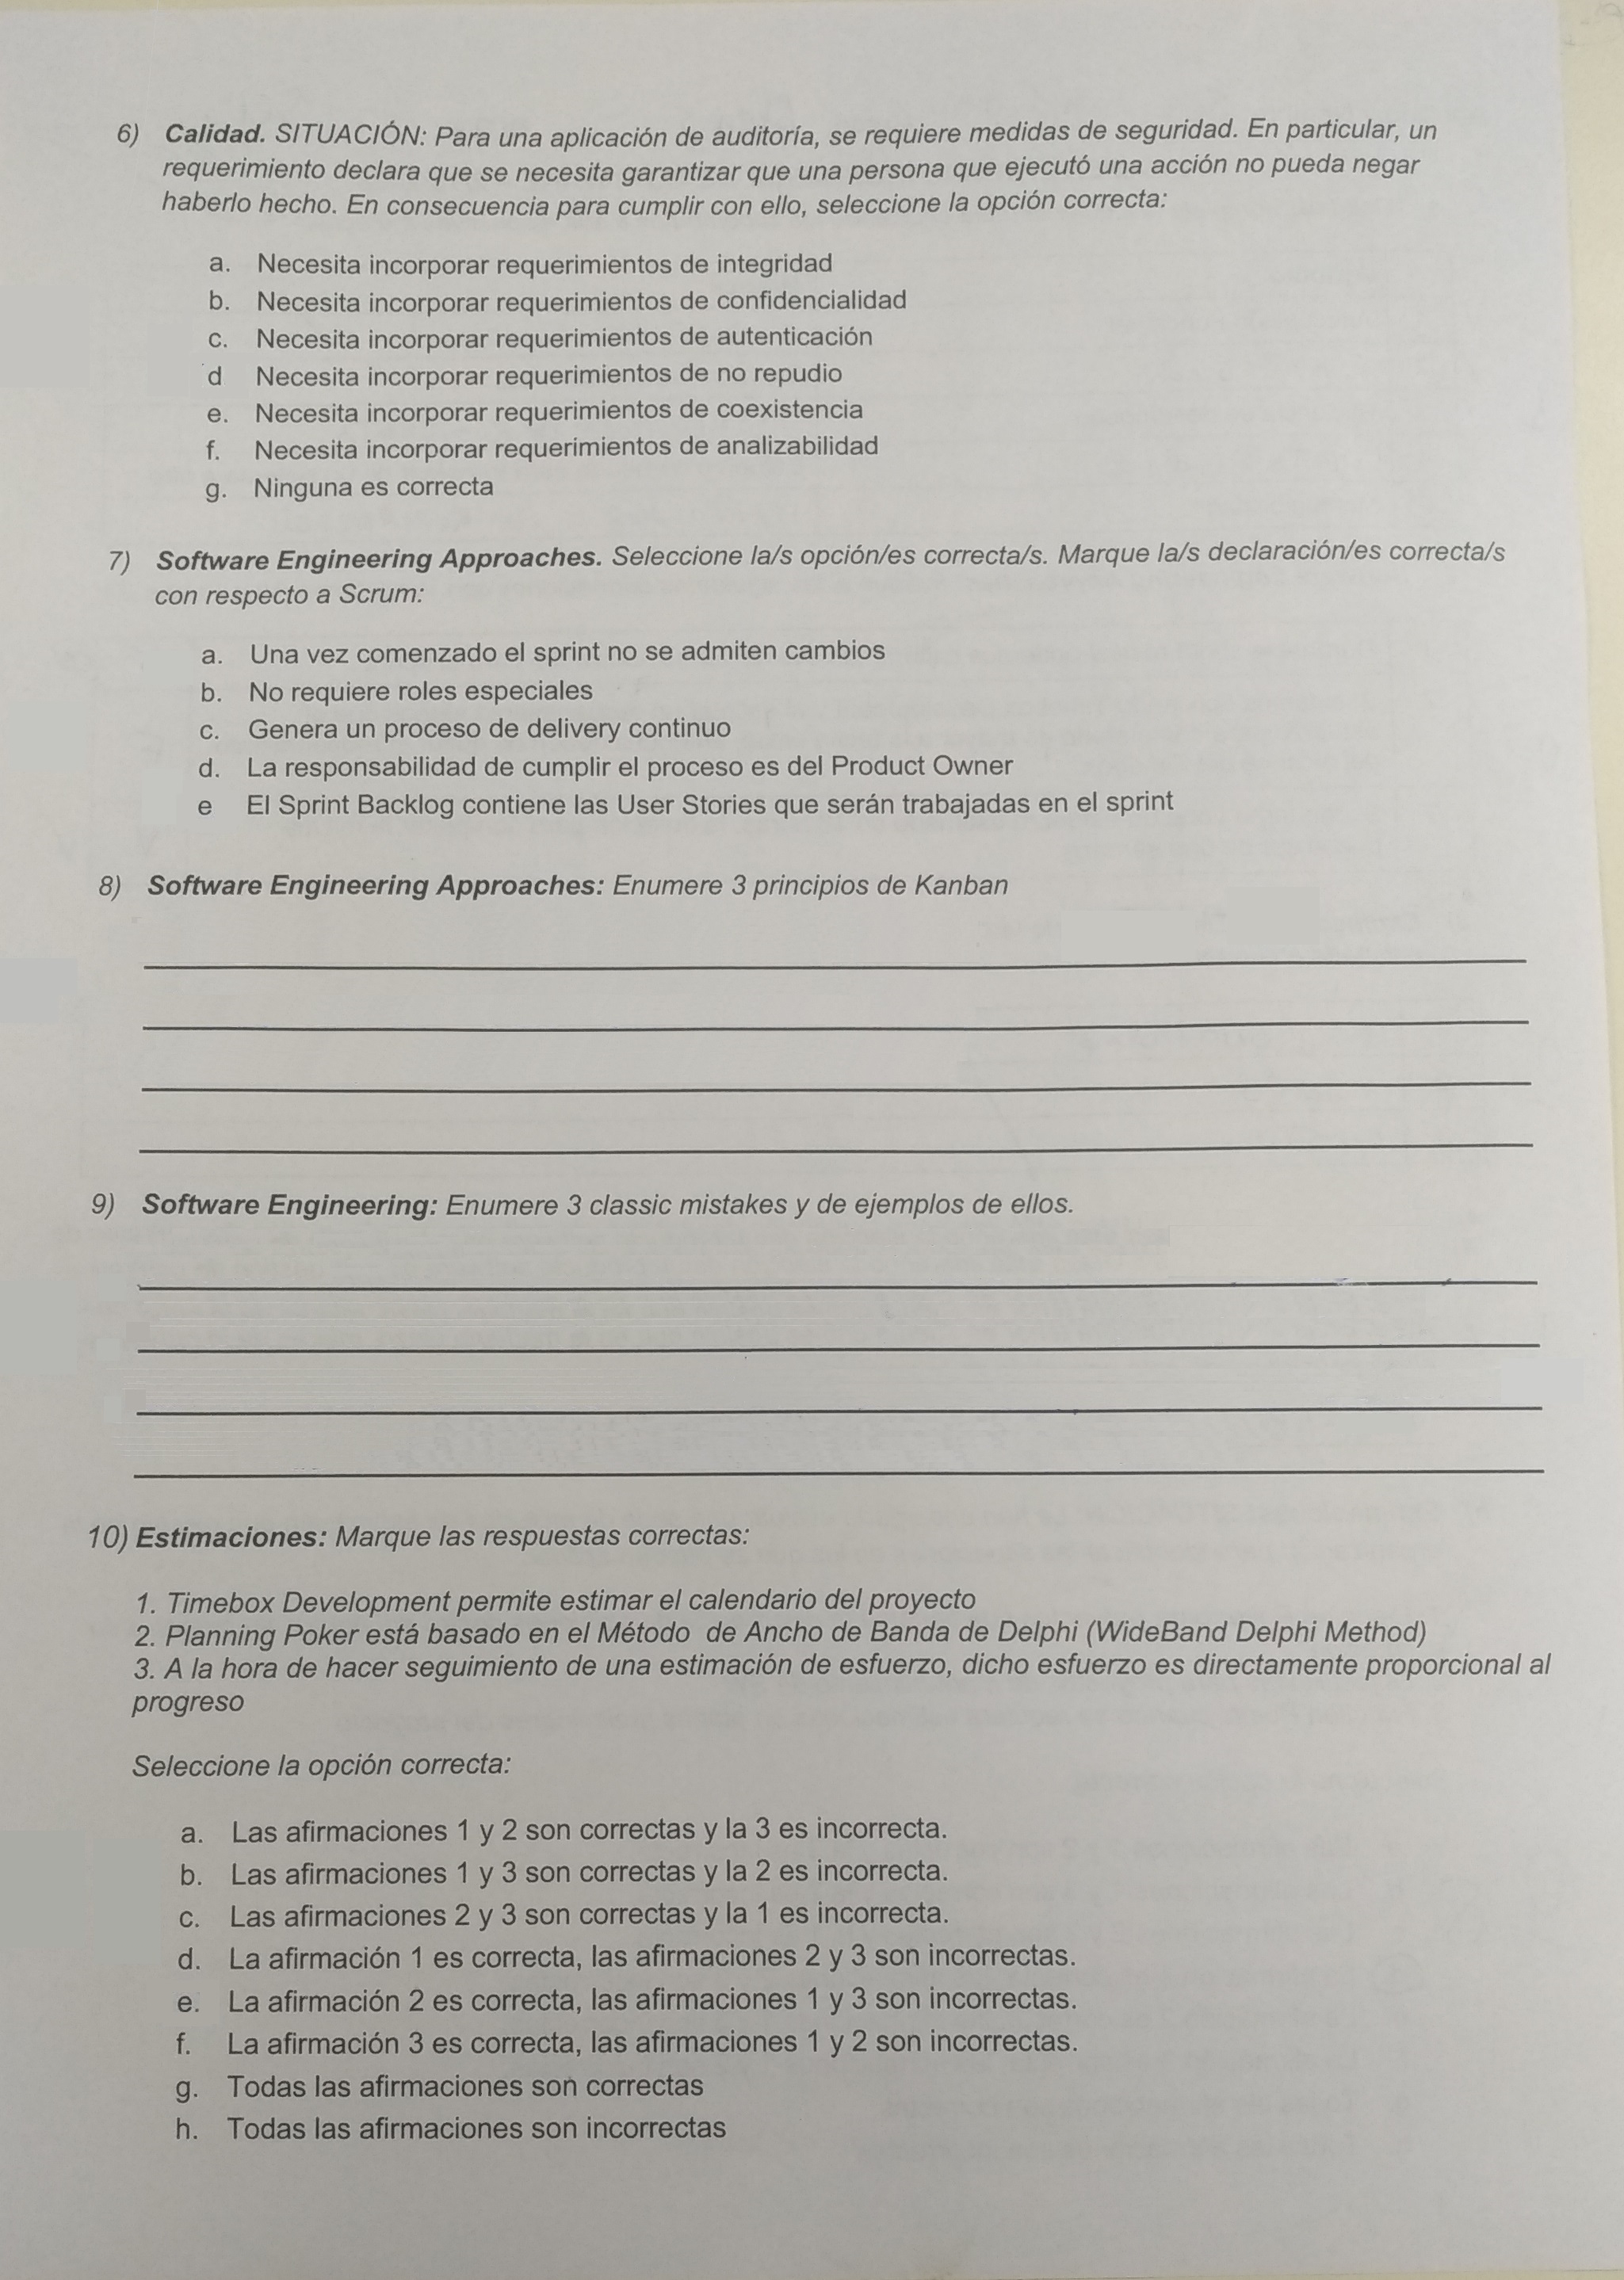 6) Calidad. SITUACIÓN: Para una aplicación de auditoría, se requiere medidas de seguridad. En particular, un
requerimiento declara que se necesita garantizar que una persona que ejecutó una acción no pueda negar
haberlo hecho. En consecuencia para cumplir con ello, seleccione la opción correcta:
a. Necesita incorporar requerimientos de integridad
b. Necesita incorporar requerimientos de confidencialidad
c. Necesita incorporar requerimientos de autenticación
d Necesita incorporar requerimientos de no repudio
e. Necesita incorporar requerimientos de coexistencia
f. Necesita incorporar requerimientos de analizabilidad
g. Ninguna es correcta
7) Software Engineering Approaches. Seleccione la/s opción/es correcta/s. Marque la/s declaración/es correcta/s
con respecto a Scrum:
a. Una vez comenzado el sprint no se admiten cambios
b. No requiere roles especiales
c. Genera un proceso de delivery continuo
d. La responsabilidad de cumplir el proceso es del Product Owner
e El Sprint Backlog contiene las User Stories que serán trabajadas en el sprint
8) Software Engineering Approaches: Enumere 3 principios de Kanban
9) Software Engineering: Enumere 3 classic mistakes y de ejemplos de ellos.
10) Estimaciones: Marque las respuestas correctas:
1. Timebox Development permite estimar el calendario del proyecto
2. Planning Poker está basado en el Método de Ancho de Banda de Delphi (WideBand Delphi Method)
3. A la hora de hacer seguimiento de una estimación de esfuerzo, dicho esfuerzo es directamente proporcional al
progreso
Seleccione la opción correcta:
a. Las afirmaciones 1 y 2 son correctas y la 3 es incorrecta.
b. Las afirmaciones 1 y 3 son correctas y la 2 es incorrecta.
c. Las afirmaciones 2 y 3 son correctas y la 1 es incorrecta.
d. La afirmación 1 es correcta, las afirmaciones 2 y 3 son incorrectas.
e. La afirmación 2 es correcta, las afirmaciones 1 y 3 son incorrectas.
f. La afirmación 3 es correcta, las afirmaciones 1 y 2 son incorrectas.
g. Todas las afirmaciones son correctas
h. Todas las afirmaciones son incorrectas